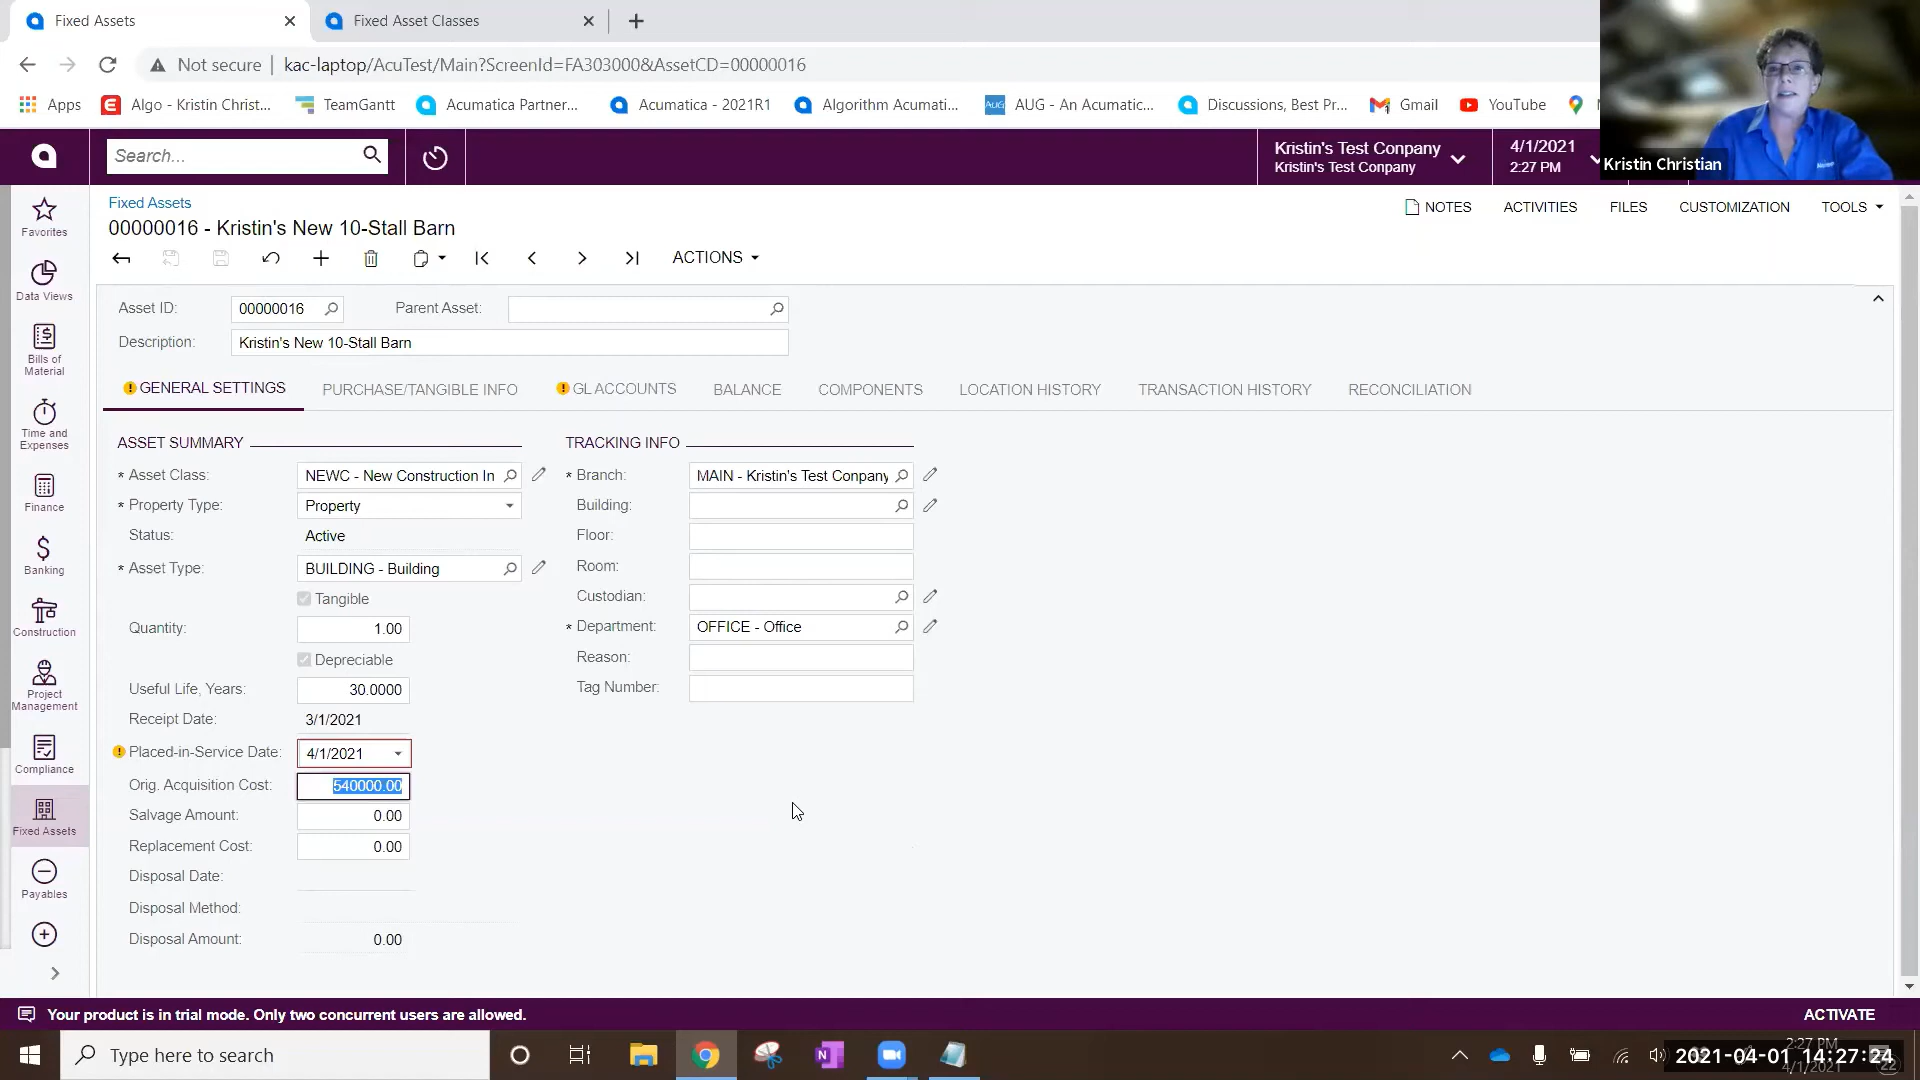 Fixed Assets
Fixed Asset Classes
Not secure
kac-laptop/AcuTest/Main?ScreenId=FA303000&AssetCD=00000016
Apps
Algo - Kristin Christ...
TeamGantt
Acumatica Partner...
Acumatica - 2021R1
Algorithm Acumati...
AUG
AUG - An Acumatic...
Discussions, Best Pr...
Gmail
YouTube
Search...
Kristin's Test Conpany
Kristin's Test Company
4/1/2021
2:27 PM
Kristin Christian
Favorites
Data Views
Bills of
Material
Time and
Expenses
Finance
Banking
Construction
Project
Management
Compliance
Fixed Assets
Payables
Fixed Assets
00000016 - Kristin's New 10-Stall Barn
NOTES
ACTIVITIES
FILES
CUSTOMIZATION
TOOLS
ACTIONS
Asset ID:
00000016
Parent Asset:
Description:
Kristin's New 10-Stall Barn
GENERAL SETTINGS
PURCHASE/TANGIBLE INFO
GL ACCOUNTS
BALANCE
COMPONENTS
LOCATION HISTORY
TRANSACTION HISTORY
RECONCILIATION
ASSET SUMMARY
* Asset Class:
NEWC - New Construction In
* Property Type:
Property
Status:
Active
* Asset Type:
BUILDING - Building
Tangible
Quantity:
1.00
Depreciable
Useful Life, Years:
30.0000
Receipt Date:
3/1/2021
Placed-in-Service Date:
4/1/2021
Orig. Acquisition Cost:
540000.00
Salvage Amount:
0.00
Replacement Cost:
0.00
Disposal Date:
Disposal Method:
Disposal Amount:
0.00
TRACKING INFO
* Branch:
MAIN - Kristin's Test Conpany
Building:
Floor:
Room:
Custodian:
* Department:
OFFICE - Office
Reason:
Tag Number:
Your product is in trial mode. Only two concurrent users are allowed.
ACTIVATE
Type here to search
2:27 PM
2021-04-01 14:27:24
4/1/2021
22